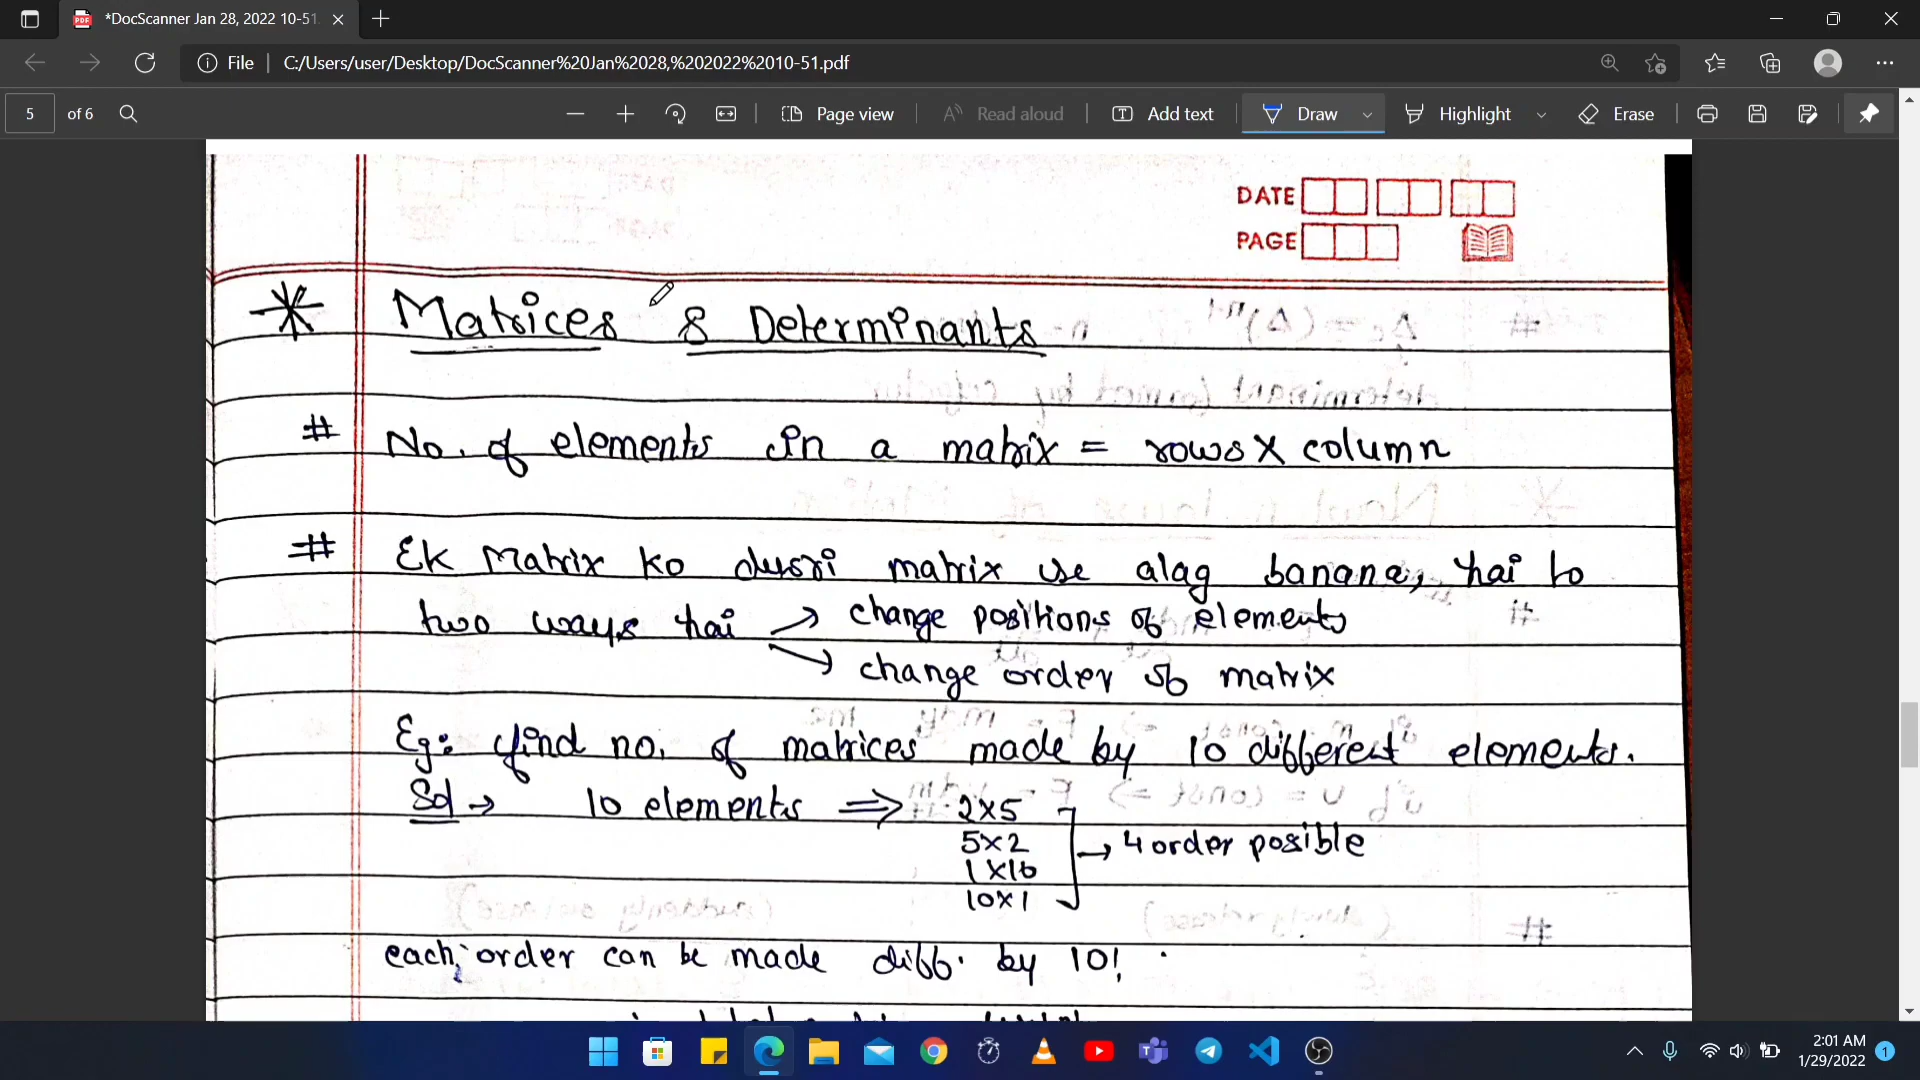 *DocScanner Jan 28, 2022 10-51
File
C:/Users/user/Desktop/DocScanner%20Jan%2028,%202022%2010-51.pdf
5 of 6
Page view
Read aloud
Add text
Draw
Highlight
Erase
DATE
PAGE
* Matrices & Determinants
# No. of elements in a matrix = rows X column
# Ek Matrix ko dusri matrix se alag banana, hai to
two ways hai → change positions of elements
→ change order of matrix
Eg: find no. of matrices made by 10 different elements.
Sol → 10 elements ⇒ 2x5
5x2
→ 4 order posible
1x10
10x1
each order can be made diff. by 10!
2:01 AM
1/29/2022
1